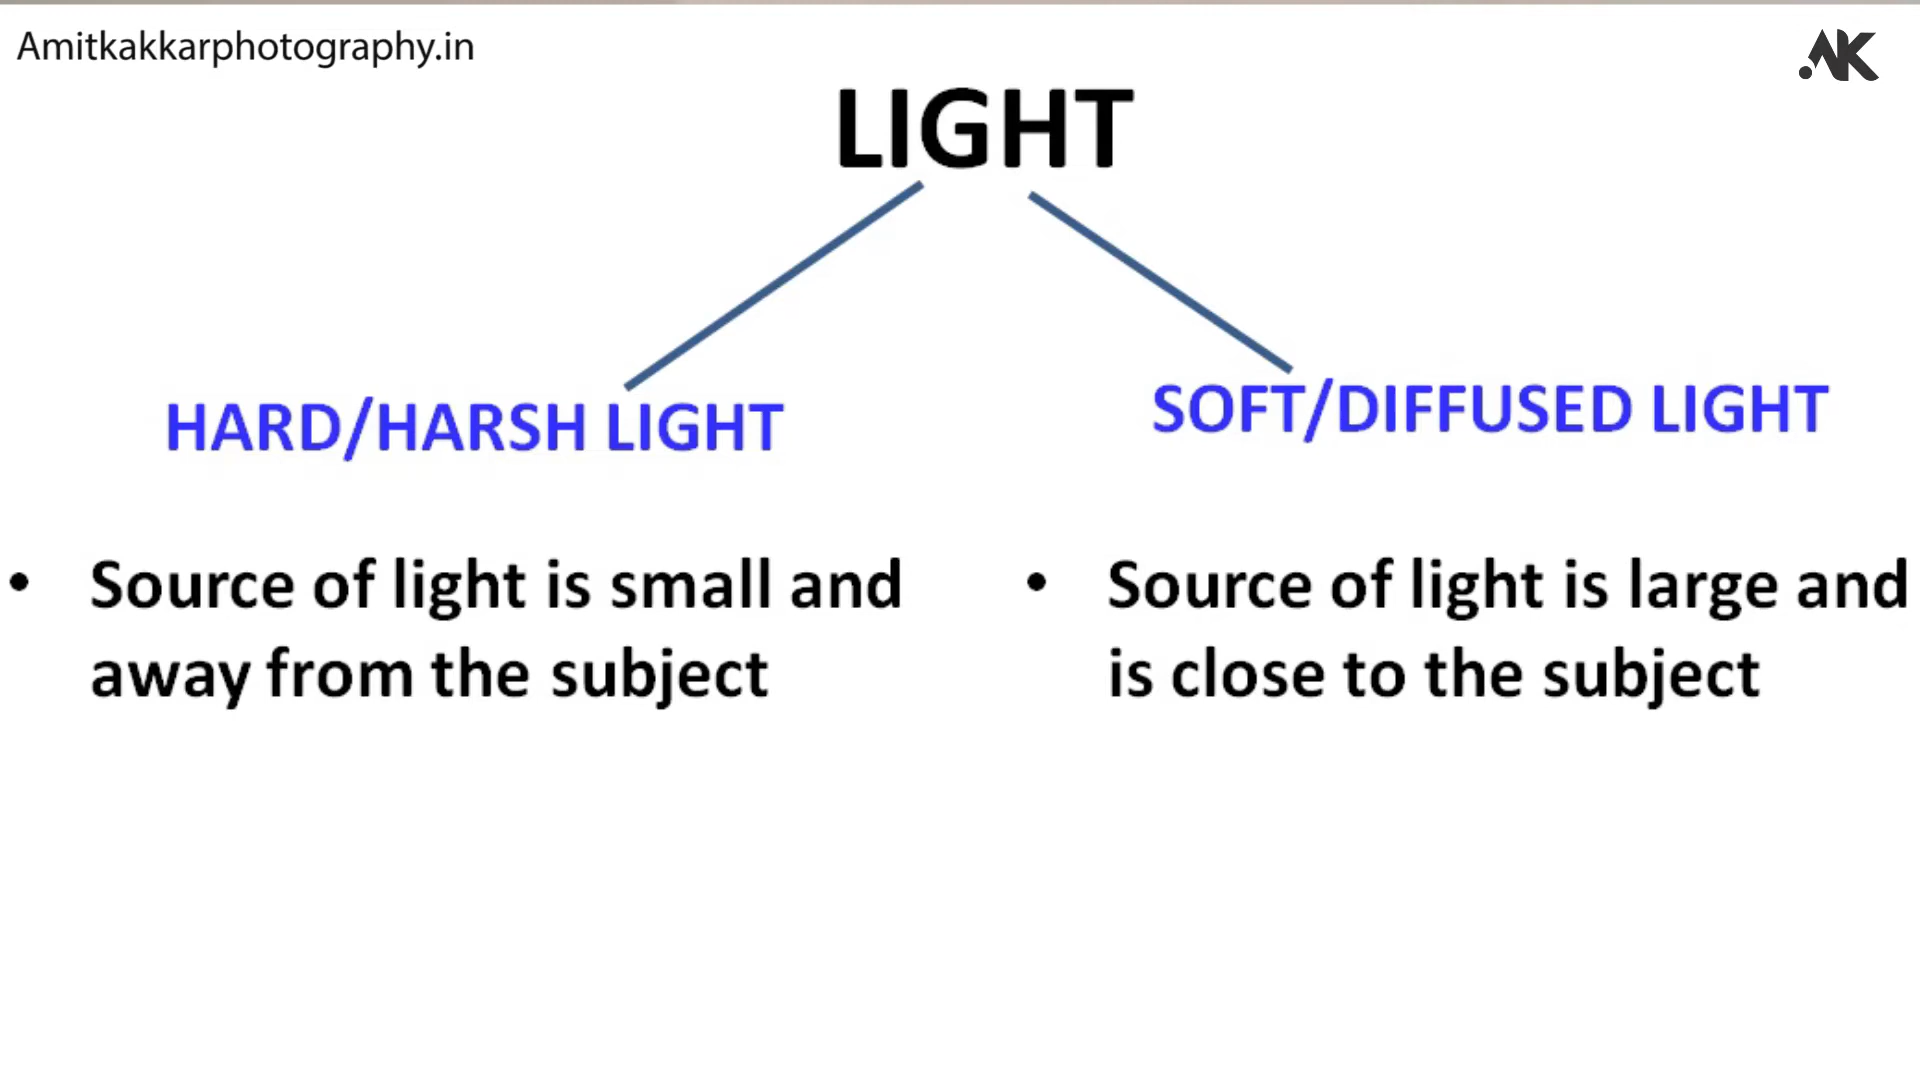 Amitkakkarphotography.in
AK
LIGHT
HARD/HARSH LIGHT
SOFT/DIFFUSED LIGHT
• Source of light is small and
away from the subject
• Source of light is large and
is close to the subject